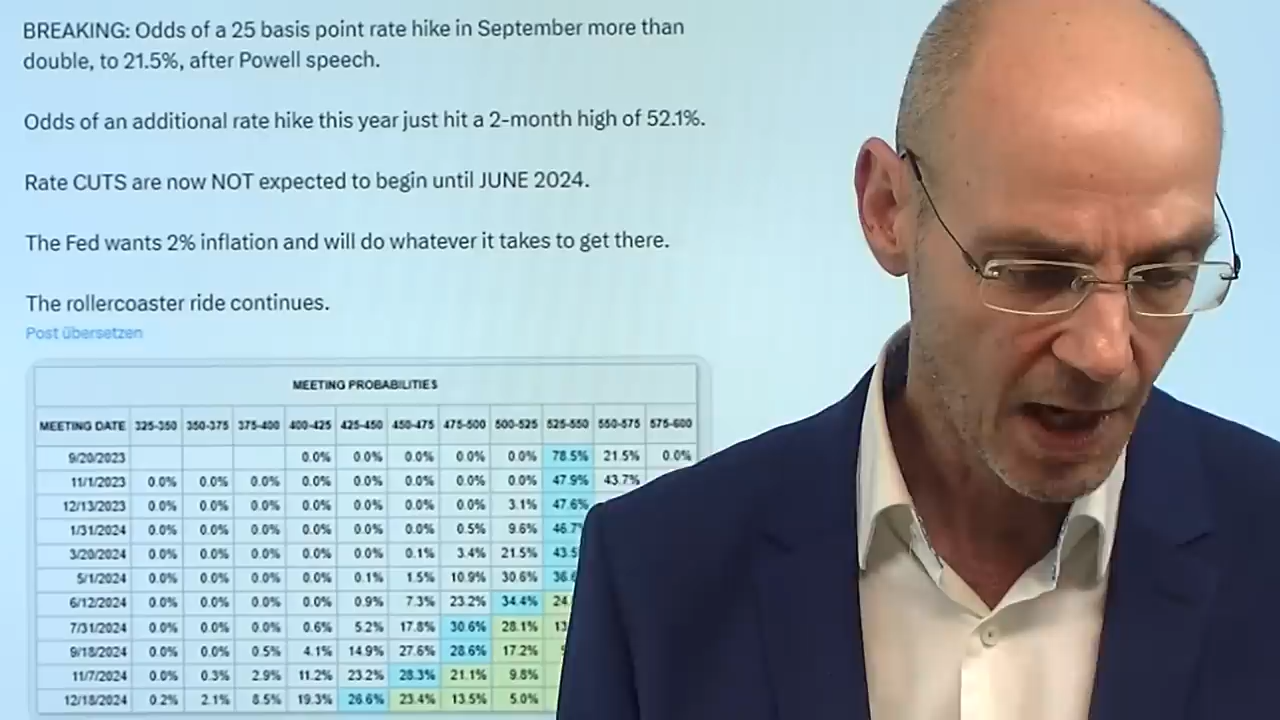 BREAKING: Odds of a 25 basis point rate hike in September more than
double, to 21.5%, after Powell speech.
Odds of an additional rate hike this year just hit a 2-month high of 52.1%.
Rate CUTS are now NOT expected to begin until JUNE 2024.
The Fed wants 2% inflation and will do whatever it takes to get there.
The rollercoaster ride continues.
Post übersetzen
MEETING PROBABILITIES
MEETING DATE 325-350 350-375 375-400 400-425 425-450 450-475 475-500 500-525 525-550 550-575 575-600
9/20/2023 0.0% 0.0% 0.0% 0.0% 0.0% 78.5% 21.5% 0.0%
11/1/2023 0.0% 0.0% 0.0% 0.0% 0.0% 0.0% 0.0% 0.0% 47.9% 43.7%
12/13/2023 0.0% 0.0% 0.0% 0.0% 0.0% 0.0% 0.0% 3.1% 47.6%
1/31/2024 0.0% 0.0% 0.0% 0.0% 0.0% 0.0% 0.5% 9.6% 46.7%
3/20/2024 0.0% 0.0% 0.0% 0.0% 0.0% 0.1% 3.4% 21.5% 43.5
5/1/2024 0.0% 0.0% 0.0% 0.0% 0.1% 1.5% 10.9% 30.6% 36.6
6/12/2024 0.0% 0.0% 0.0% 0.0% 0.9% 7.3% 23.2% 34.4% 24.
7/31/2024 0.0% 0.0% 0.0% 0.6% 5.2% 17.8% 30.6% 28.1% 13
9/18/2024 0.0% 0.0% 0.5% 4.1% 14.9% 27.6% 28.6% 17.2%
11/7/2024 0.0% 0.3% 2.9% 11.2% 23.2% 28.3% 21.1% 9.8%
12/18/2024 0.2% 2.1% 8.5% 19.3% 26.6% 23.4% 13.5% 5.0%